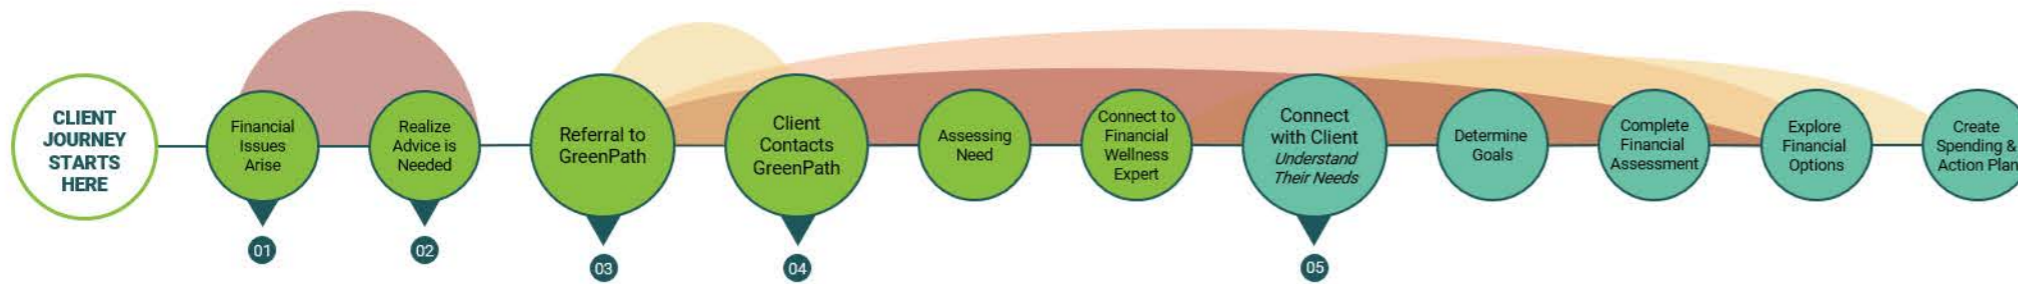 CLIENT
JOURNEY
STARTS
HERE
Financial
Issues
Arise
01
Realize
Advice is
Needed
02
Referral to
GreenPath
03
Client
Contacts
GreenPath
04
Assessing
Need
Connect to
Financial
Wellness
Expert
Connect
with Client
Understand
Their Needs
05
Determine
Goals
Complete
Financial
Assessment
Explore
Financial
Options
Create
Spending &
Action Plan